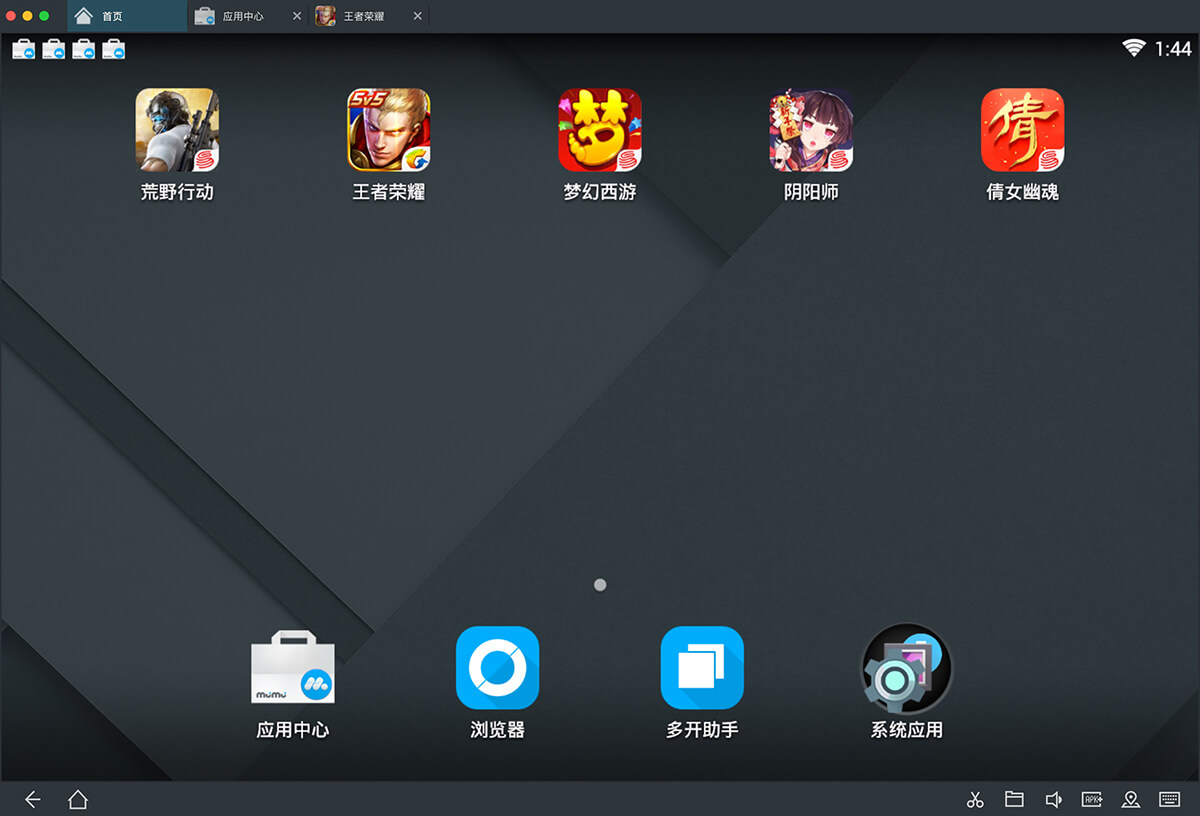 首页
应用中心
王者荣耀
1:44
5v5
梦
倩
荒野行动
王者荣耀
梦幻西游
阴阳师
倩女幽魂
mumu
应用中心
浏览器
多开助手
系统应用
APK+